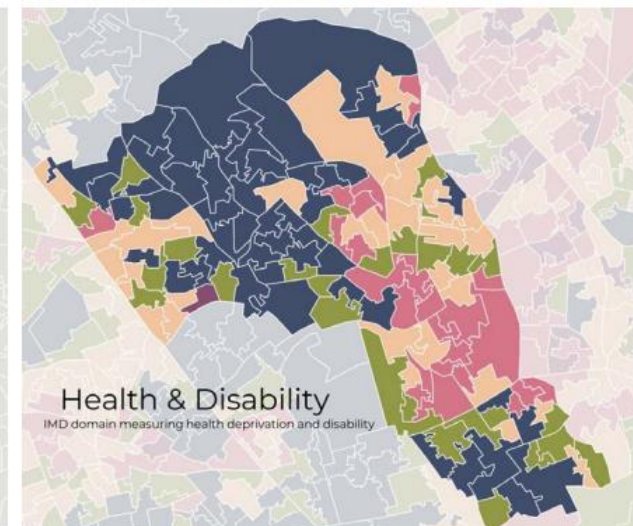 Health & Disability
IMD domain measuring health deprivation and disability